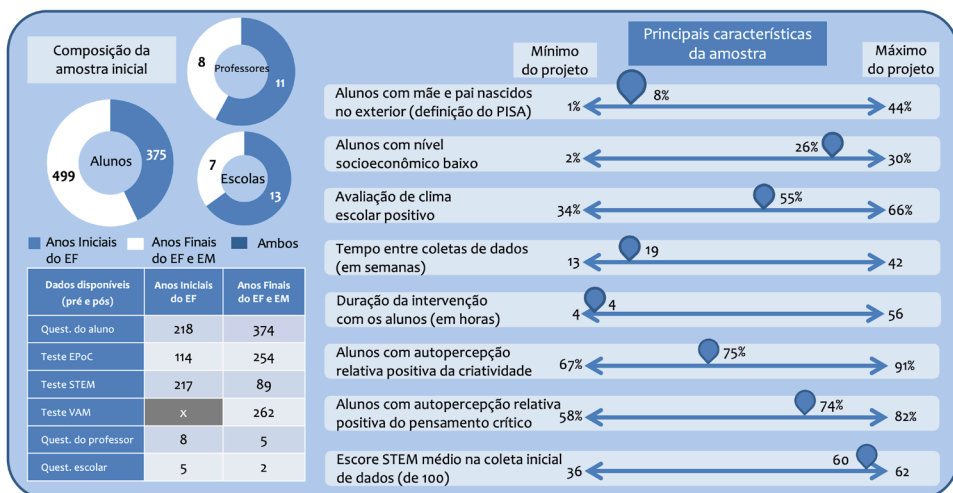 Composição da
amostra inicial
8
Professores
11
499
Alunos
375
7
Escolas
13
Anos Iniciais
do EF
Anos Finais
do EF e EM
Ambos
Dados disponíveis
(pré e pós)
Anos Iniciais
do EF
Anos Finais
do EF e EM
Quest. do aluno 218 374
Teste EPoC 114 254
Teste STEM 217 89
Teste VAM x 262
Quest. do professor 8 5
Quest. escolar 5 2
Mínimo
do projeto
Principais características
da amostra
Máximo
do projeto
Alunos com mãe e pai nascidos
no exterior (definição do PISA)
1%
8%
44%
Alunos com nível
socioeconômico baixo
2%
26%
30%
Avaliação de clima
escolar positivo
34%
55%
66%
Tempo entre coletas de dados
(em semanas)
13
19
42
Duração da intervenção
com os alunos (em horas)
4
4
56
Alunos com autopercepção
relativa positiva da criatividade
67%
75%
91%
Alunos com autopercepção relativa
positiva do pensamento crítico
58%
74%
82%
Escore STEM médio na coleta inicial
de dados (de 100)
36
60
62